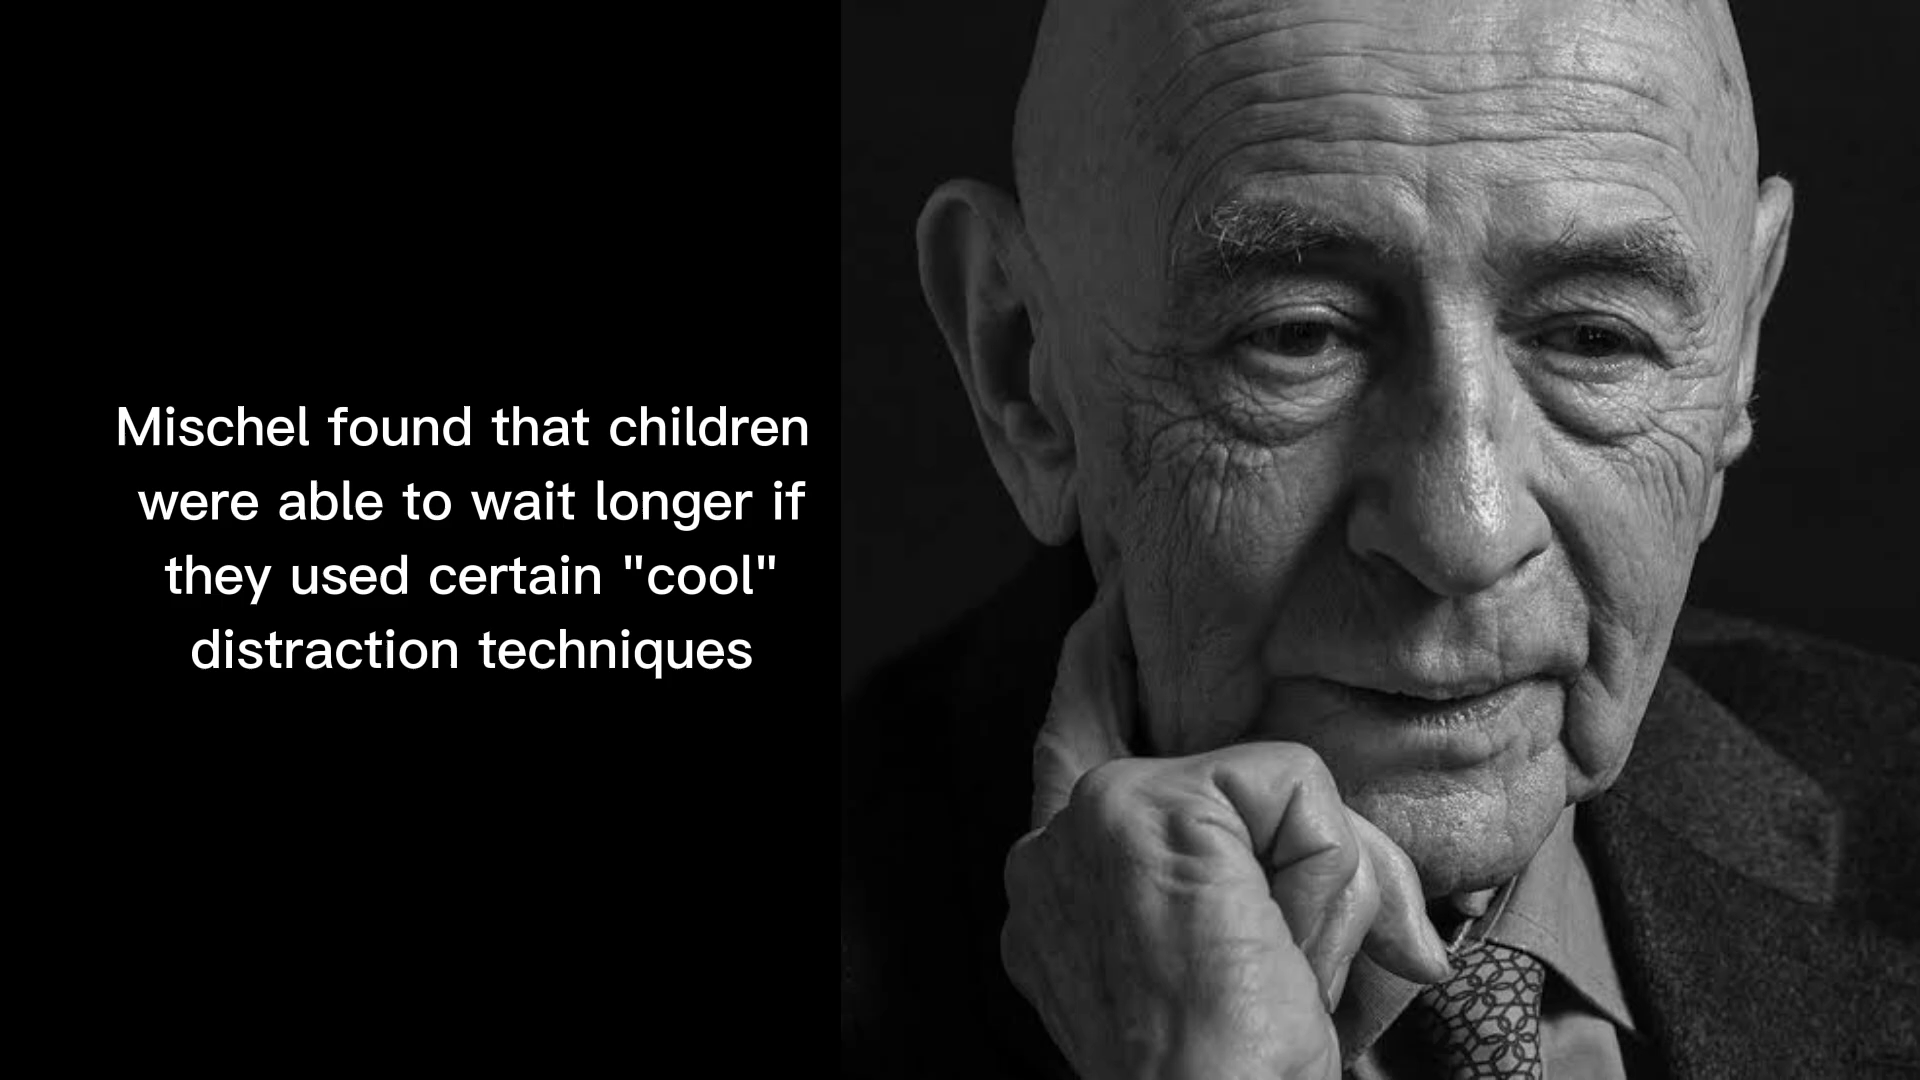 Mischel found that children
were able to wait longer if
they used certain "cool"
distraction techniques